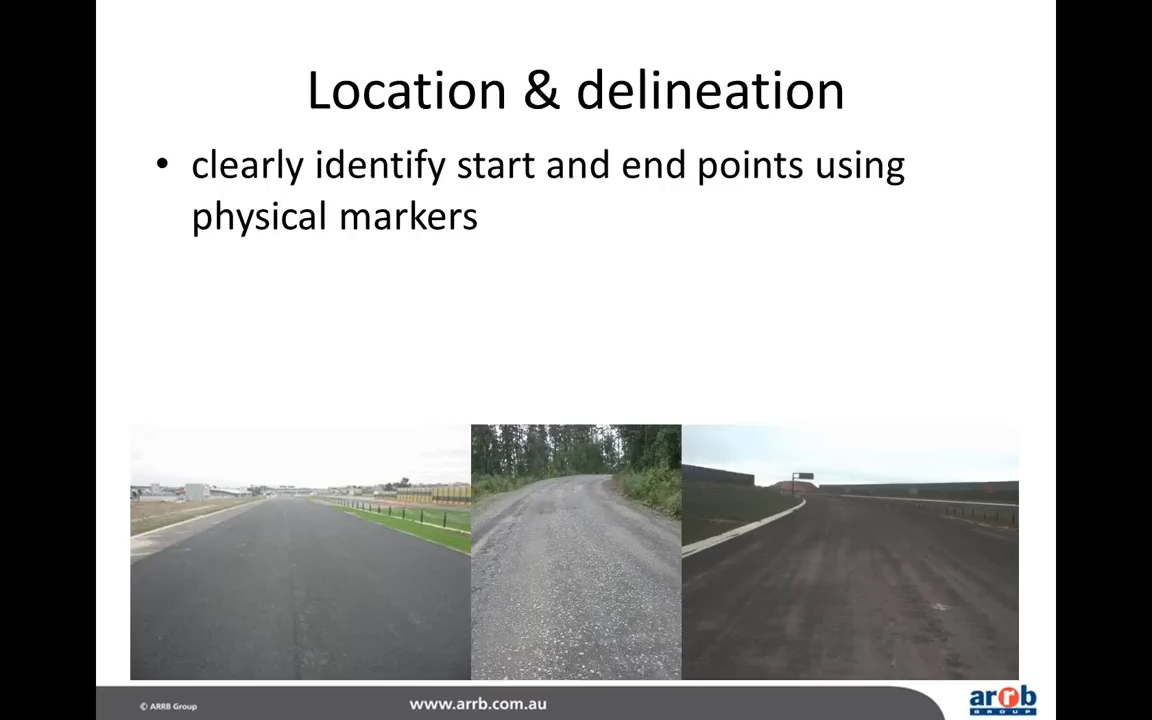 Location & delineation
• clearly identify start and end points using
physical markers
© ARRB Group
www.arrb.com.au
arrb
GROUP